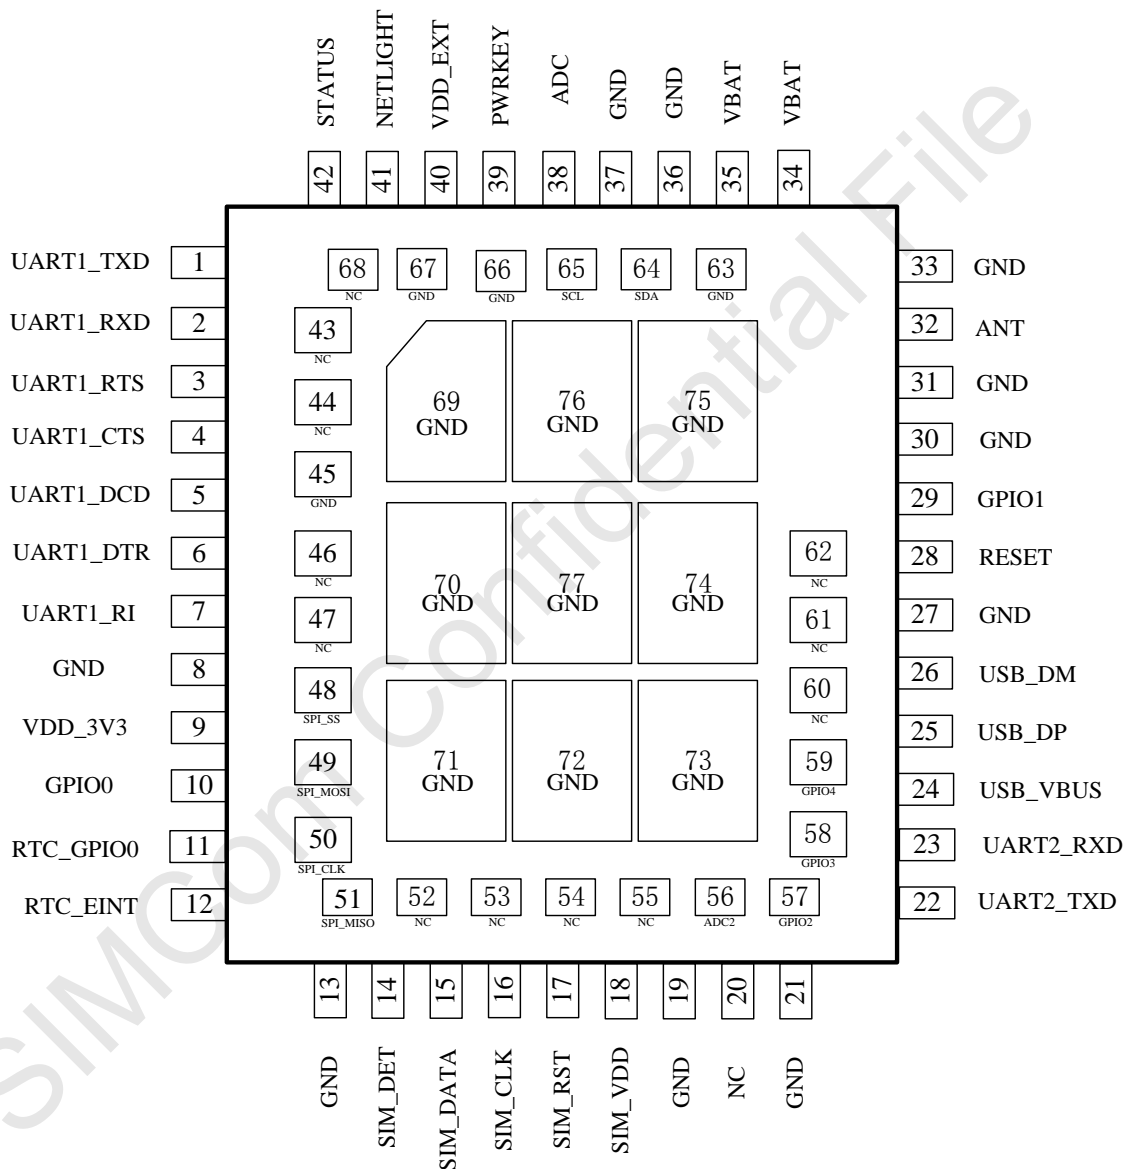 STATUS
NETLIGHT
VDD_EXT
PWRKEY
ADC
GND
GND
VBAT
VBAT
42
41
40
39
38
37
36
35
34
UART1_TXD 1
UART1_RXD 2
UART1_RTS 3
UART1_CTS 4
UART1_DCD 5
UART1_DTR 6
UART1_RI 7
GND 8
VDD_3V3 9
GPIO0 10
RTC_GPIO0 11
RTC_EINT 12
68
NC
67
GND
66
GND
65
SCL
64
SDA
63
GND
43
NC
44
NC
45
GND
46
NC
47
NC
48
SPI_SS
49
SPI_MOSI
50
SPI_CLK
51
SPI_MISO
52
NC
53
NC
54
NC
55
NC
56
ADC2
57
GPIO2
69
GND
76
GND
75
GND
70
GND
77
GND
74
GND
71
GND
72
GND
73
GND
62
NC
61
NC
60
NC
59
GPIO4
58
GPIO3
33 GND
32 ANT
31 GND
30 GND
29 GPIO1
28 RESET
27 GND
26 USB_DM
25 USB_DP
24 USB_VBUS
23 UART2_RXD
22 UART2_TXD
13
14
15
16
17
18
19
20
21
GND
SIM_DET
SIM_DATA
SIM_CLK
SIM_RST
SIM_VDD
GND
NC
GND
SIMCom Confidential File